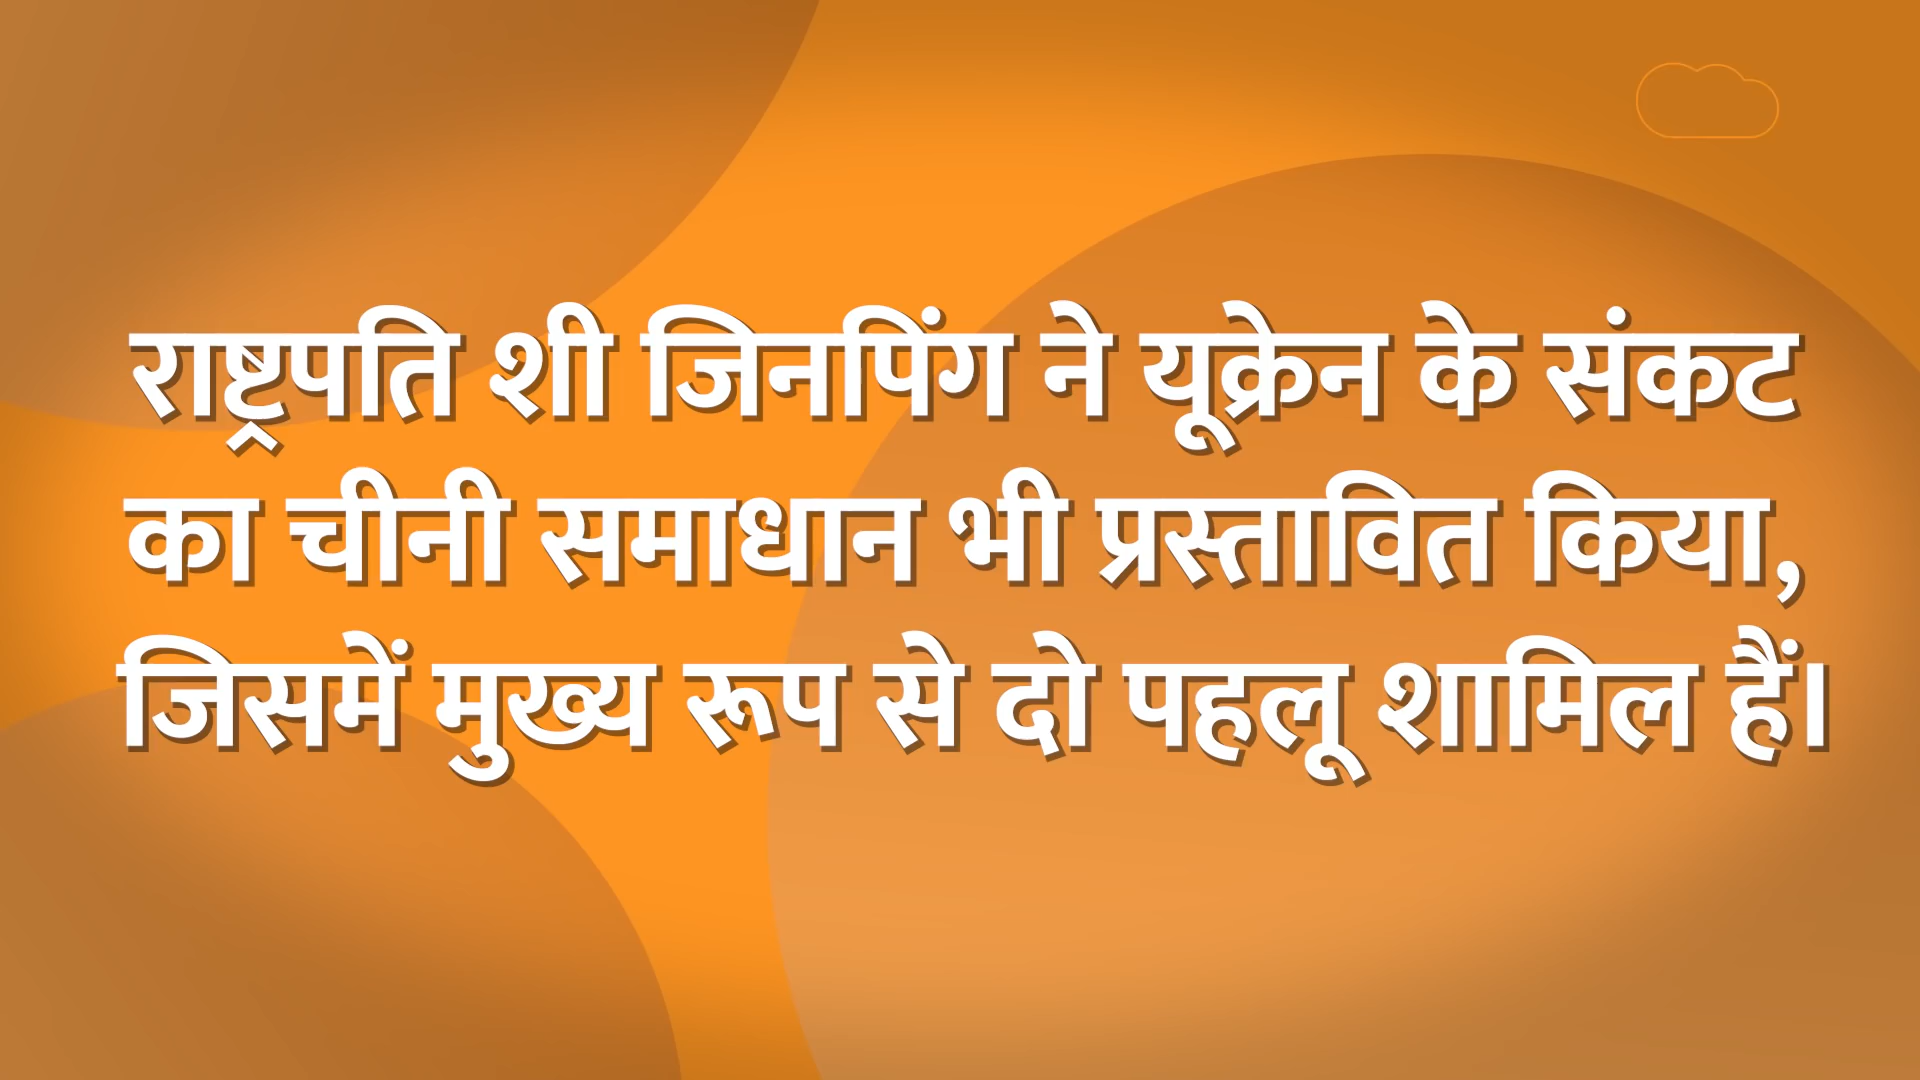 राष्ट्रपति शी जिनपिंग ने यूक्रेन के संकट
का चीनी समाधान भी प्रस्तावित किया,
जिसमें मुख्य रूप से दो पहलू शामिल हैं।